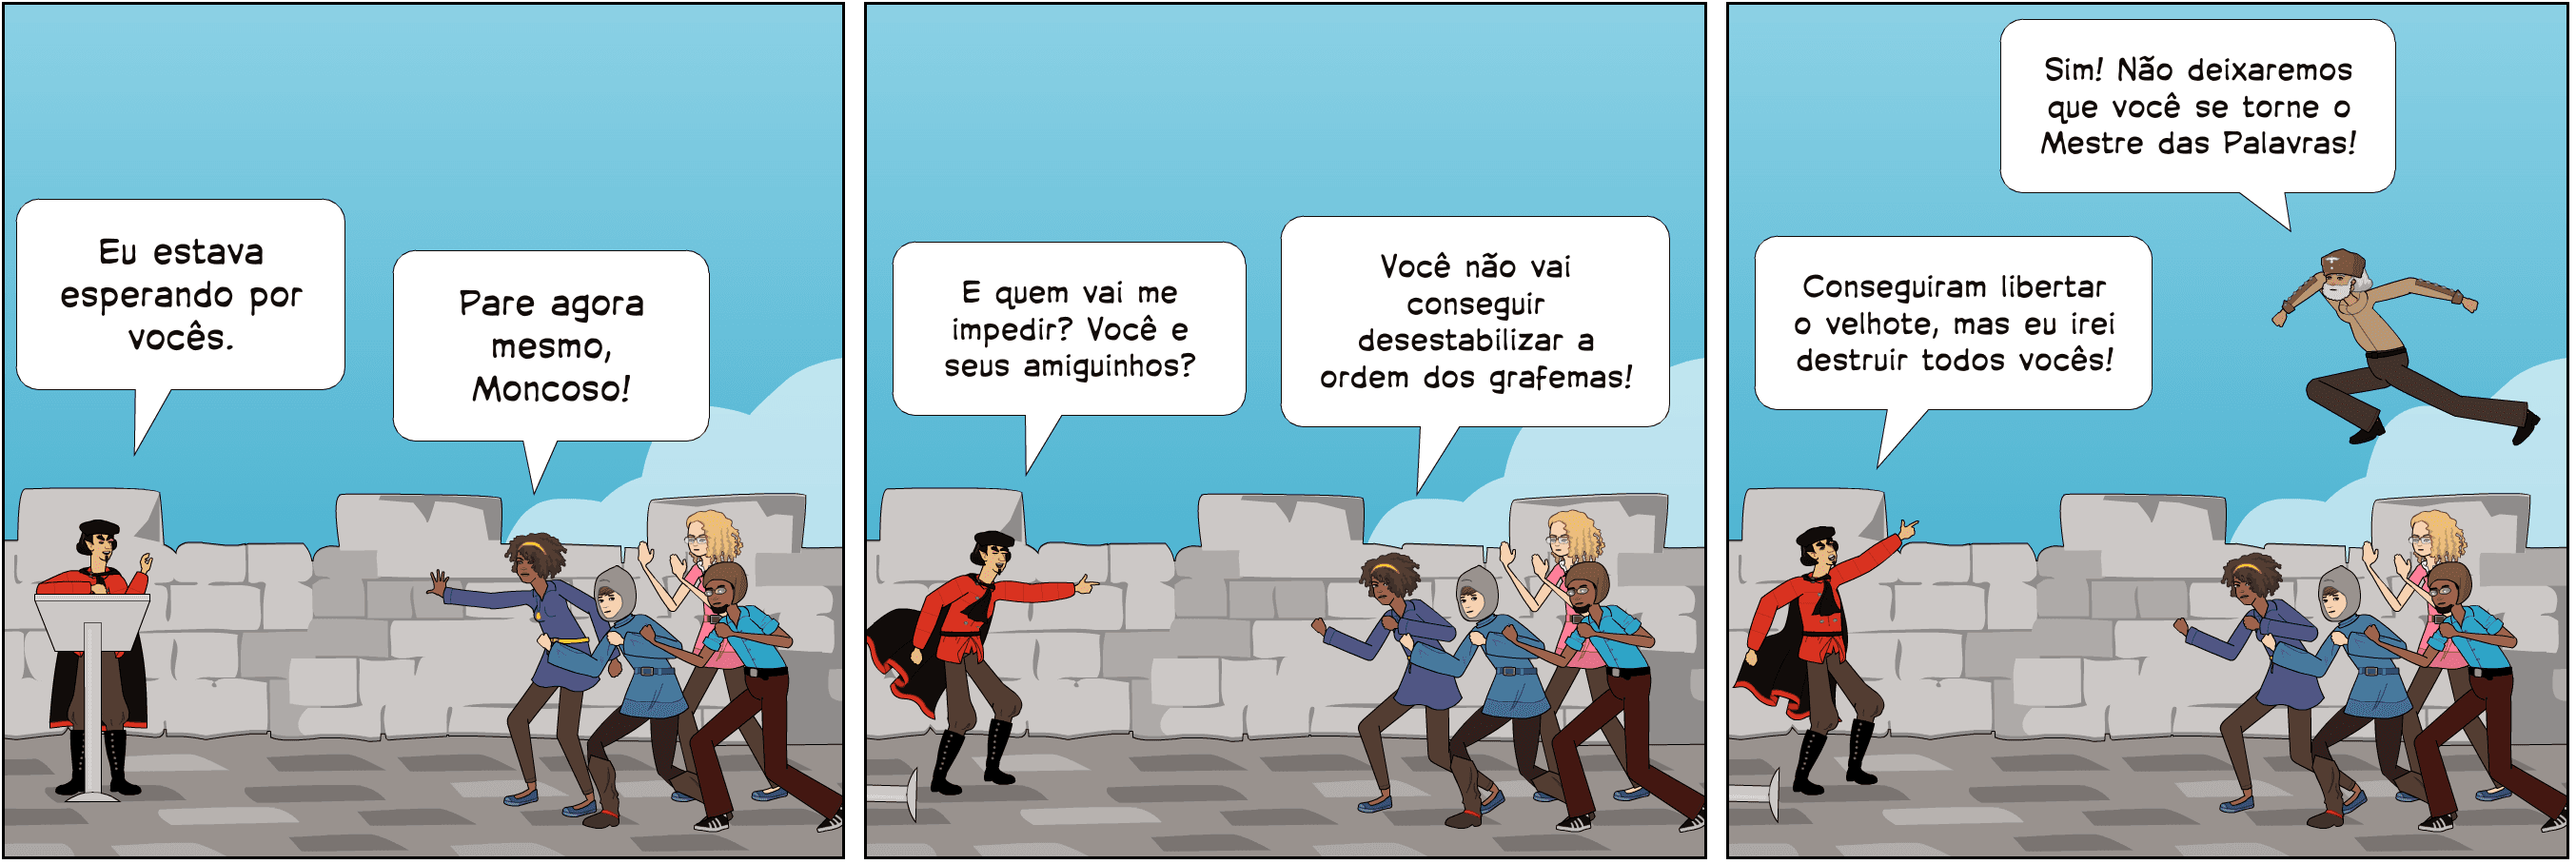 Eu estava
esperando por
vocês.
Pare agora
mesmo,
Moncoso!
E quem vai me
impedir? Você e
seus amiguinhos?
Você não vai
conseguir
desestabilizar a
ordem dos grafemas!
Sim! Não deixaremos
que você se torne o
Mestre das Palavras!
Conseguiram libertar
o velhote, mas eu irei
destruir todos vocês!